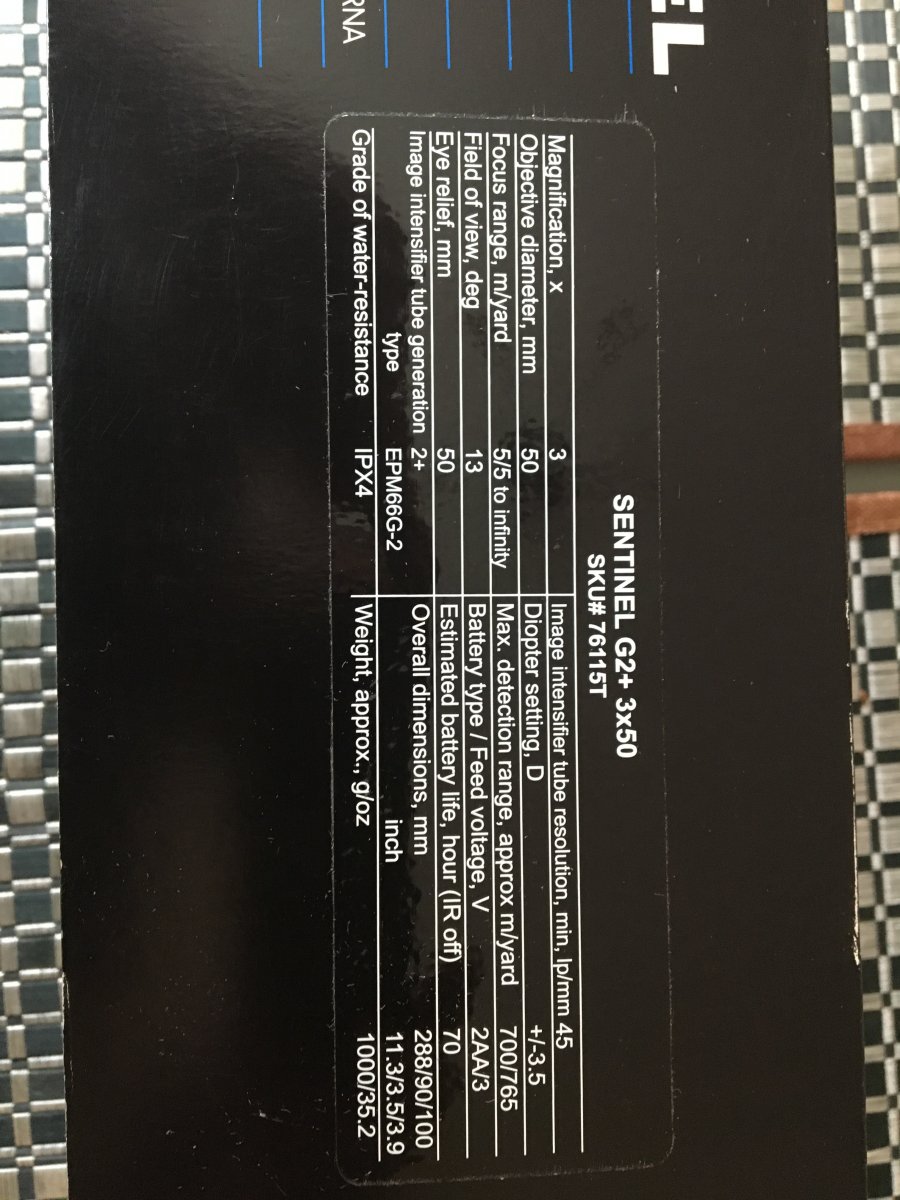 EL
RNA
SENTINEL G2+ 3x50
SKU# 76115T
Magnification, x 3
Objective diameter, mm 50
Focus range, m/yard 5/5 to infinity
Field of view, deg 13
Eye relief, mm 50
Image intensifier tube generation 2+
type EPM66G-2
Grade of water-resistance IPX4
Image intensifier tube resolution, min, lp/mm 45
Diopter setting, D +/-3.5
Max. detection range, approx m/yard 700/765
Battery type / Feed voltage, V 2AA/3
Estimated battery life, hour (IR off) 70
Overall dimensions, mm 288/90/100
inch 11.3/3.5/3.9
Weight, approx., g/oz 1000/35.2